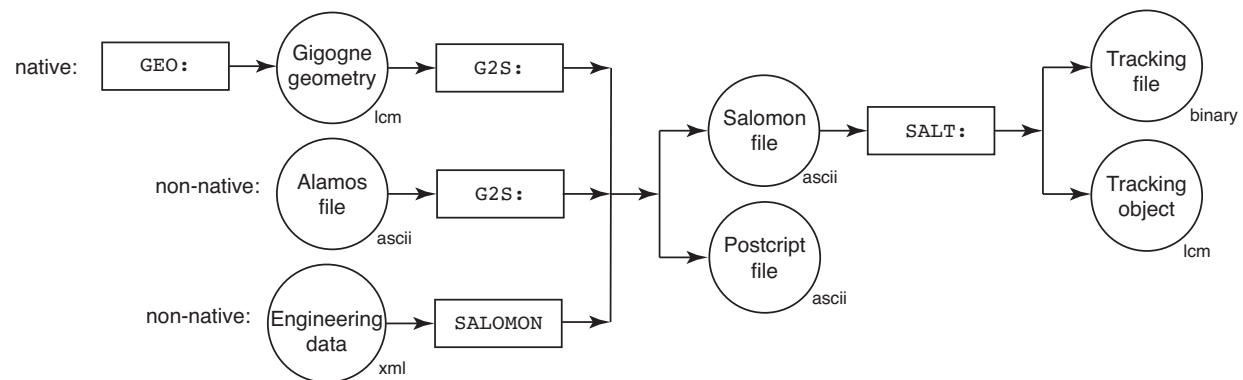 native:
GEO:
Gigogne
geometry
lcm
G2S:
non-native:
Alamos
file
ascii
G2S:
non-native:
Engineering
data
xml
SALOMON
Salomon
file
ascii
Postcript
file
ascii
SALT:
Tracking
file
binary
Tracking
object
lcm